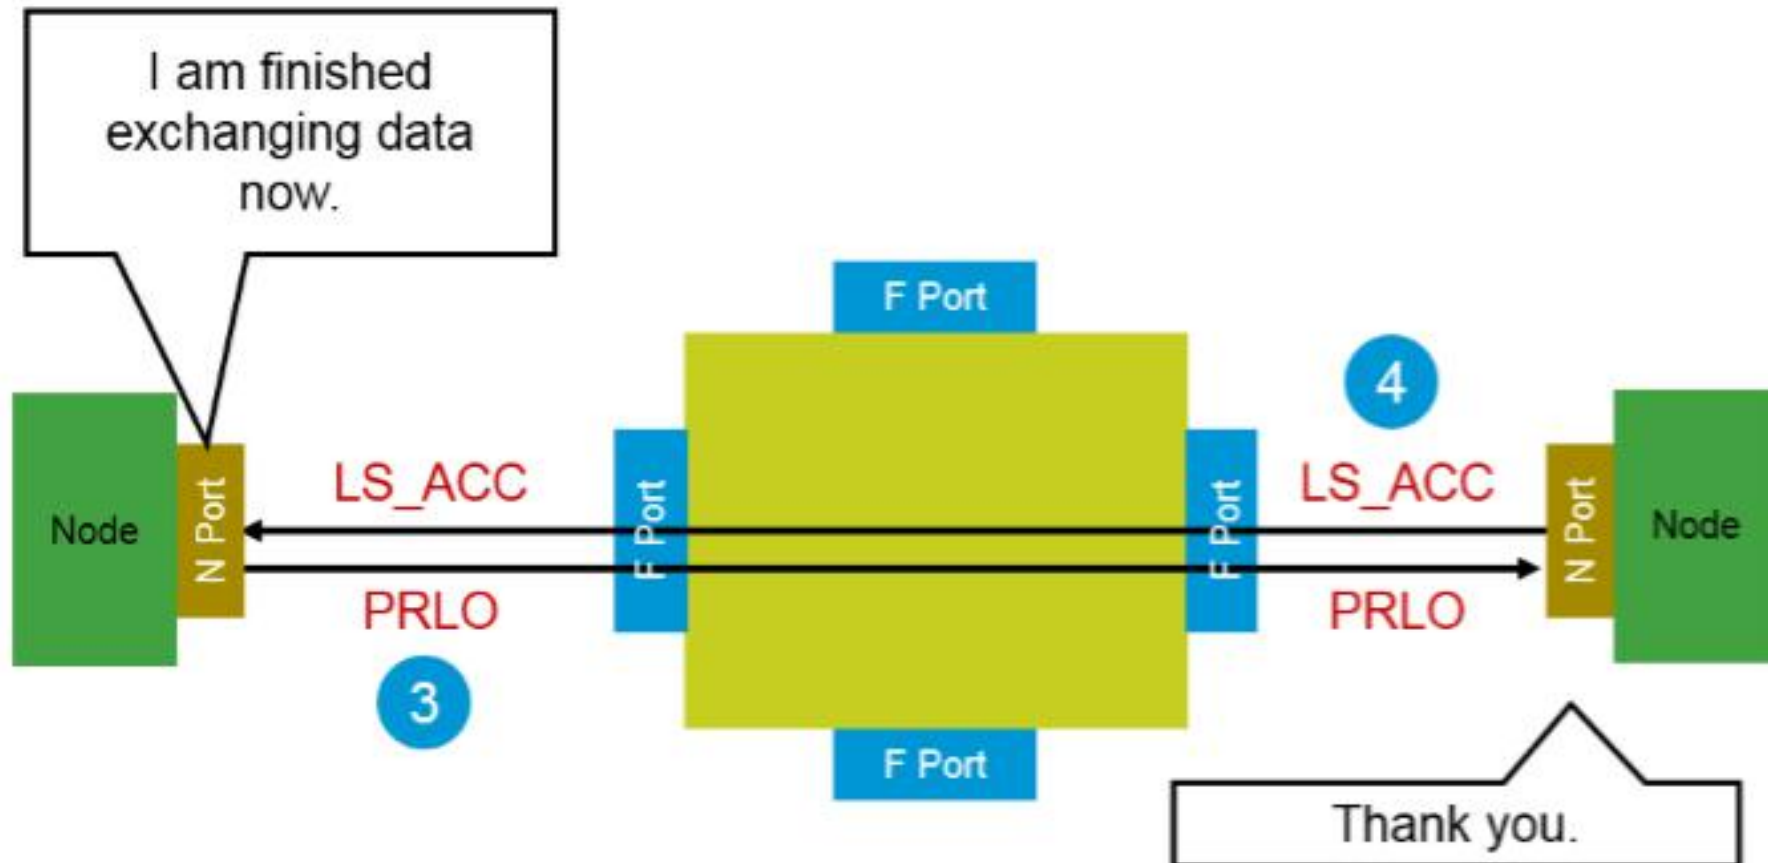 I am finished
exchanging data
now.
F Port
4
LS_ACC
LS_ACC
Node
N Port
F Port
F Port
N Port
Node
PRLO
PRLO
3
F Port
Thank you.